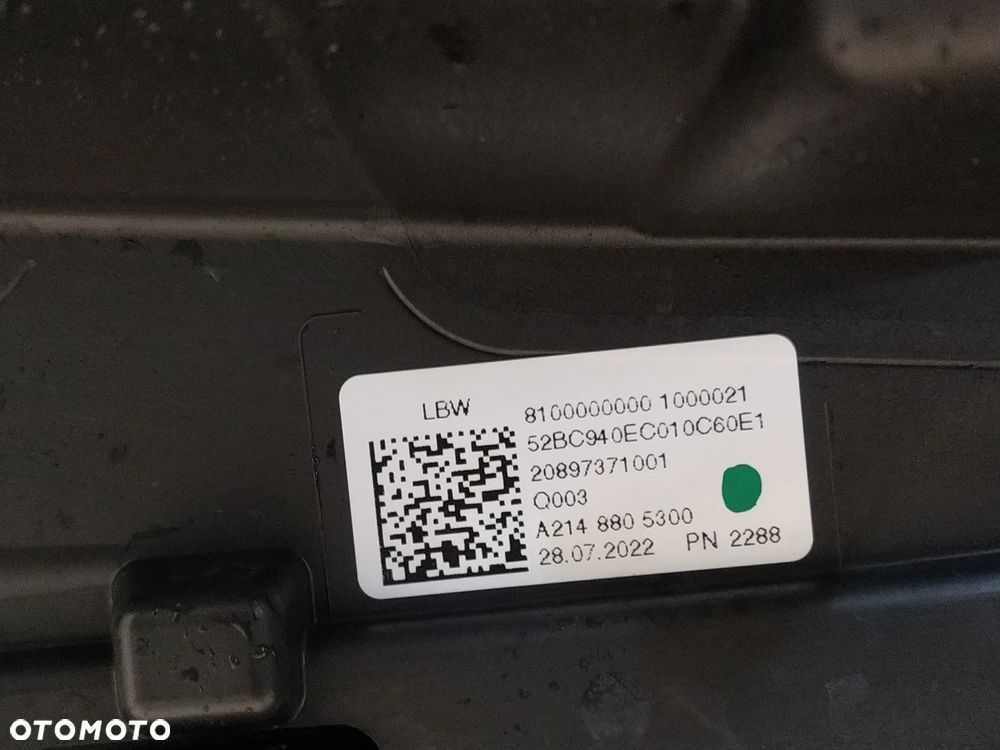 LBW
8100000000 1000021
52BC940EC010C60E1
20897371001
Q003
A214 880 5300
28.07.2022 PN 2288
OTOMOTO